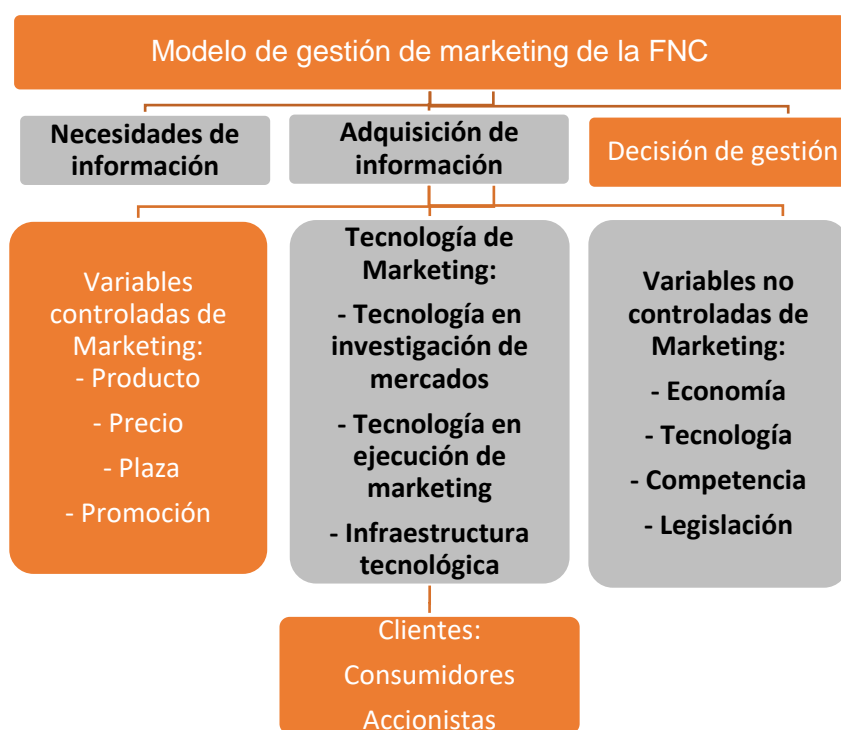 Modelo de gestión de marketing de la FNC
Necesidades de
información
Adquisición de
información
Decisión de gestión
Variables
controladas de
Marketing:
- Producto
- Precio
- Plaza
- Promoción
Tecnología de
Marketing:
- Tecnología en
investigación de
mercados
- Tecnología en
ejecución de
marketing
- Infraestructura
tecnológica
Variables no
controladas de
Marketing:
- Economía
- Tecnología
- Competencia
- Legislación
Clientes:
Consumidores
Accionistas